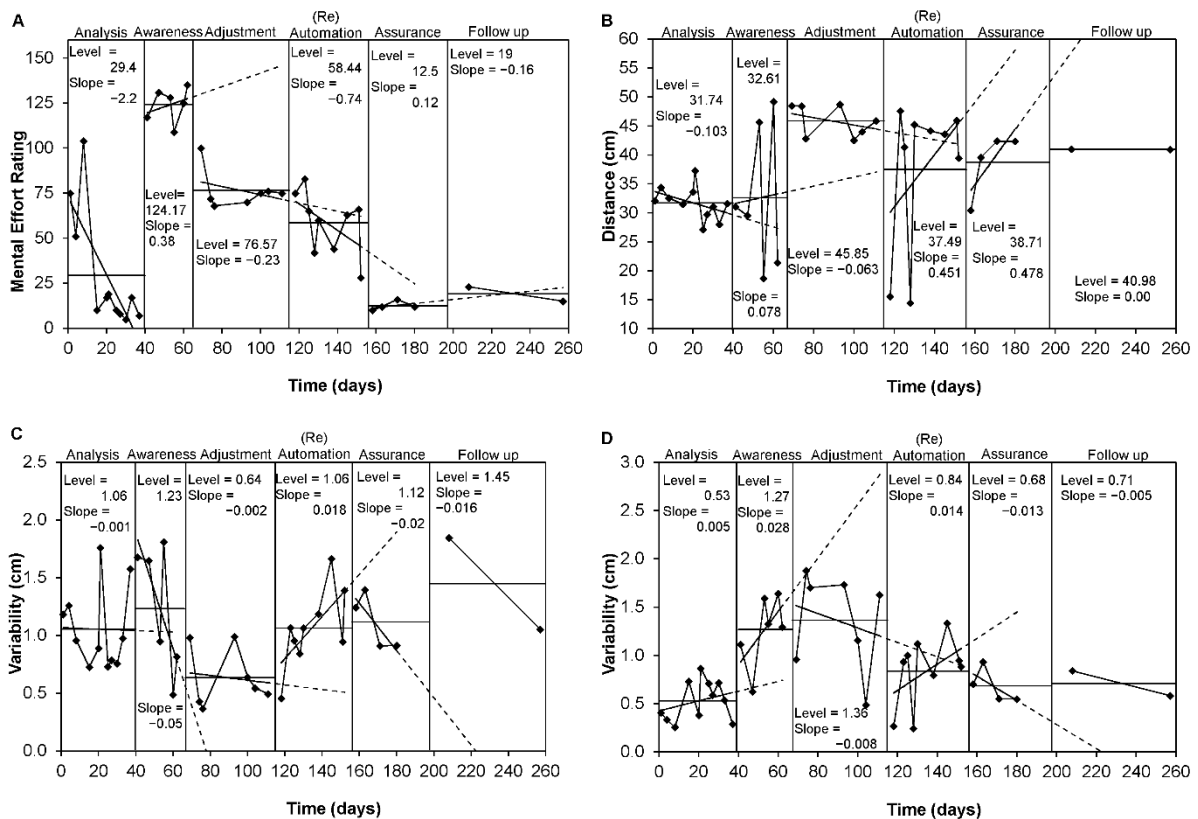 A
(Re)
Analysis Awareness Adjustment Automation Assurance Follow up
Level = 29.4
Slope = −2.2
Level= 124.17
Slope = 0.38
Level = 76.57
Slope = −0.23
Level = 58.44
Slope = −0.74
Level = 12.5
Slope = 0.12
Level = 19
Slope = −0.16
Mental Effort Rating
150
125
100
75
50
25
0
0 20 40 60 80 100 120 140 160 180 200 220 240 260
Time (days)
B
(Re)
Analysis Awareness Adjustment Automation Assurance Follow up
Level = 31.74
Slope = −0.103
Level = 32.61
Slope = 0.078
Level = 45.85
Slope = −0.063
Level = 37.49
Slope = 0.451
Level = 38.71
Slope = 0.478
Level = 40.98
Slope = 0.00
Distance (cm)
60
55
50
45
40
35
30
25
20
15
10
0 20 40 60 80 100 120 140 160 180 200 220 240 260
Time (days)
C
(Re)
Analysis Awareness Adjustment Automation Assurance Follow up
Level = 1.06
Slope = −0.001
Level = 1.23
Slope = −0.05
Level = 0.64
Slope = −0.002
Level = 1.06
Slope = 0.018
Level = 1.12
Slope = −0.02
Level = 1.45
Slope = −0.016
Variability (cm)
2.5
2.0
1.5
1.0
0.5
0.0
0 20 40 60 80 100 120 140 160 180 200 220 240 260
Time (days)
D
(Re)
Analysis Awareness Adjustment Automation Assurance Follow up
Level = 0.53
Slope = 0.005
Level = 1.27
Slope = 0.028
Level = 1.36
Slope = −0.008
Level = 0.84
Slope = 0.014
Level = 0.68
Slope = −0.013
Level = 0.71
Slope = −0.005
Variability (cm)
3.0
2.5
2.0
1.5
1.0
0.5
0.0
0 20 40 60 80 100 120 140 160 180 200 220 240 260
Time (days)